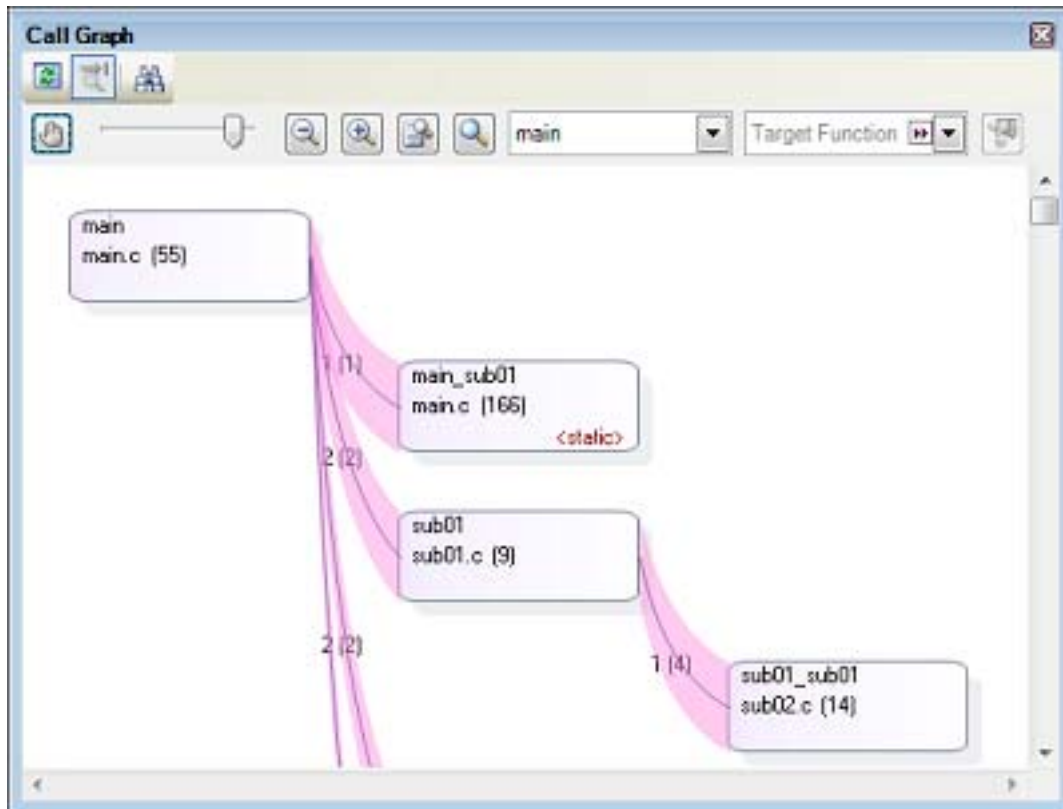 Call Graph
main
Target Function
main
main.c (55)
1 (1)
main_sub01
main.c (166)
<static>
2 (2)
sub01
sub01.c (9)
2 (2)
1 (4)
sub01_sub01
sub02.c (14)